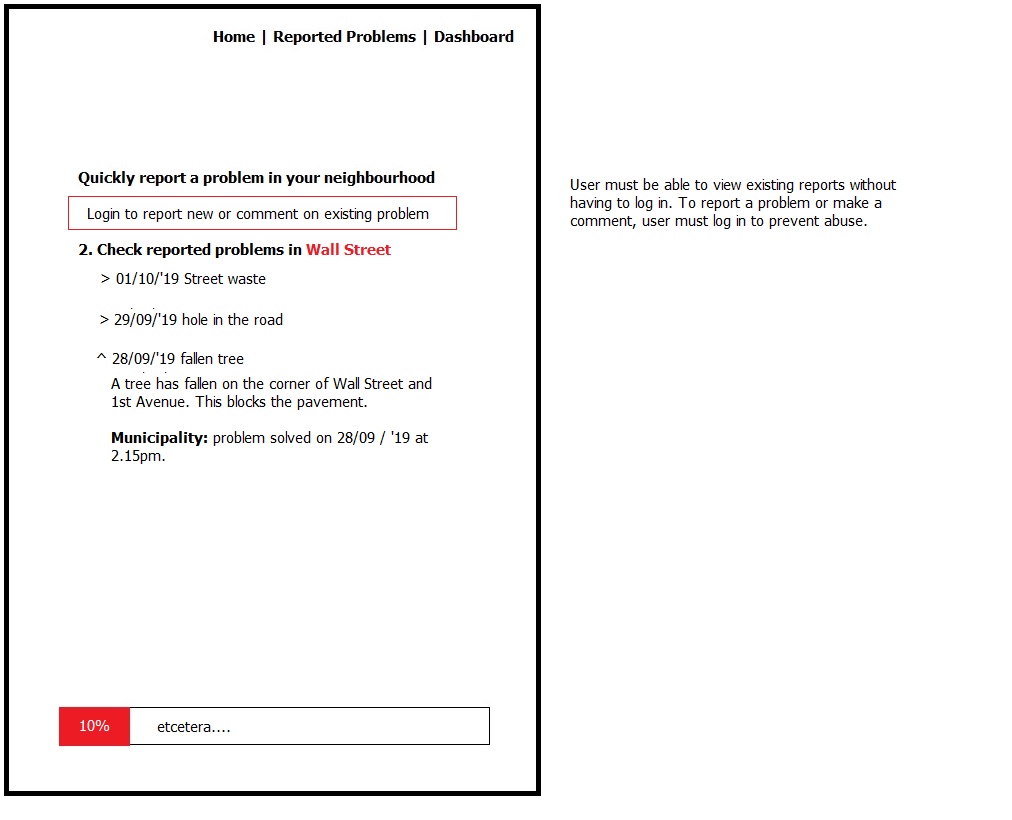 Home | Reported Problems | Dashboard
Quickly report a problem in your neighbourhood
Login to report new or comment on existing problem
2. Check reported problems in Wall Street
> 01/10/'19 Street waste
> 29/09/'19 hole in the road
^ 28/09/'19 fallen tree
A tree has fallen on the corner of Wall Street and
1st Avenue. This blocks the pavement.
Municipality: problem solved on 28/09 / '19 at
2.15pm.
10% etcetera....
User must be able to view existing reports without
having to log in. To report a problem or make a
comment, user must log in to prevent abuse.